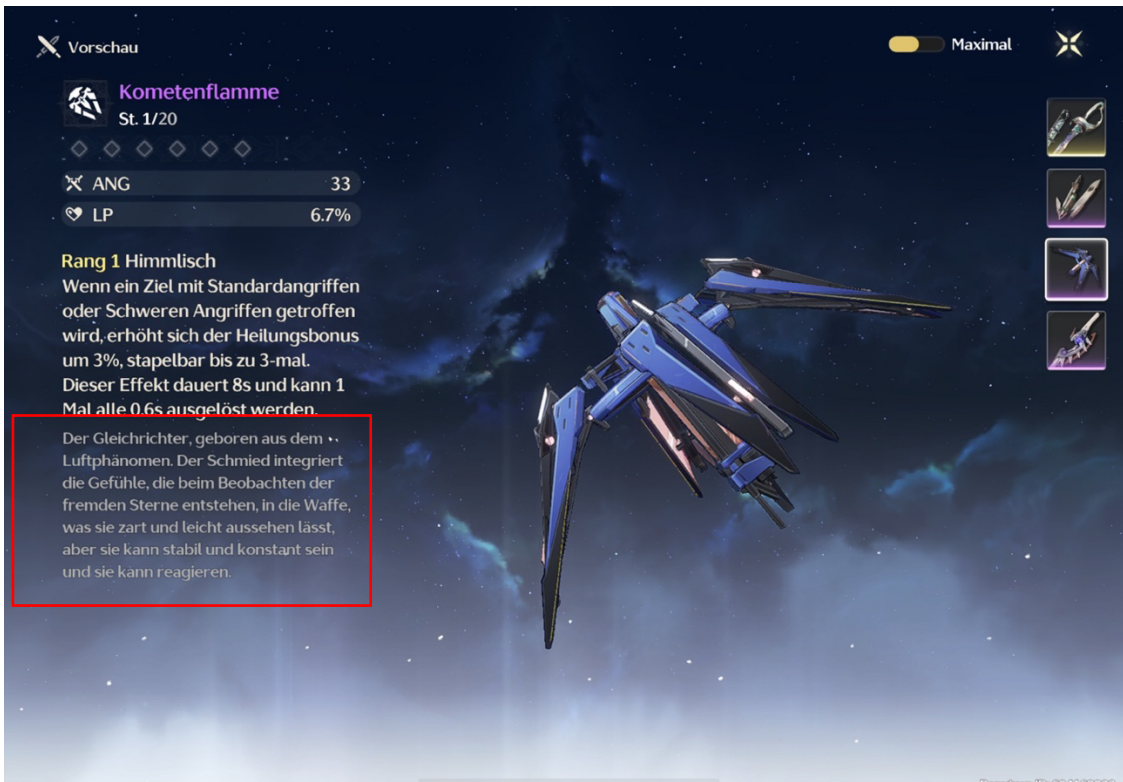 Vorschau
Maximal
Kometenflamme
St. 1/20
ANG 33
LP 6.7%
Rang 1 Himmlisch
Wenn ein Ziel mit Standardangriffen
oder Schweren Angriffen getroffen
wird, erhöht sich der Heilungsbonus
um 3%, stapelbar bis zu 3-mal.
Dieser Effekt dauert 8s und kann 1
Mal alle 0.6s ausgelöst werden.
Der Gleichrichter, geboren aus dem
Luftphänomen. Der Schmied integriert
die Gefühle, die beim Beobachten der
fremden Sterne entstehen, in die Waffe,
was sie zart und leicht aussehen lässt,
aber sie kann stabil und konstant sein
und sie kann reagieren.